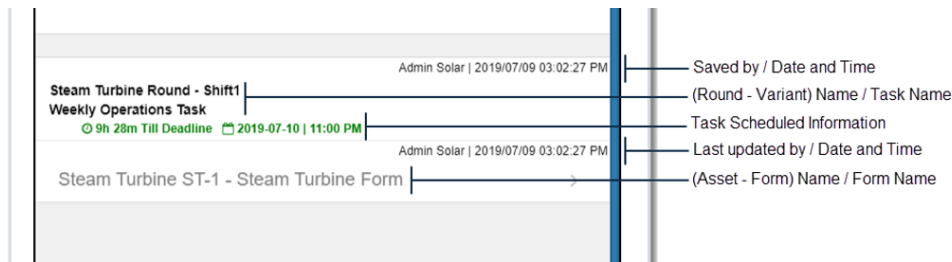 Admin Solar | 2019/07/09 03:02:27 PM
Saved by / Date and Time
Steam Turbine Round - Shift1
(Round - Variant) Name / Task Name
Weekly Operations Task
9h 28m Till Deadline 2019-07-10 | 11:00 PM
Task Scheduled Information
Admin Solar | 2019/07/09 03:02:27 PM
Last updated by / Date and Time
Steam Turbine ST-1 - Steam Turbine Form
(Asset - Form) Name / Form Name